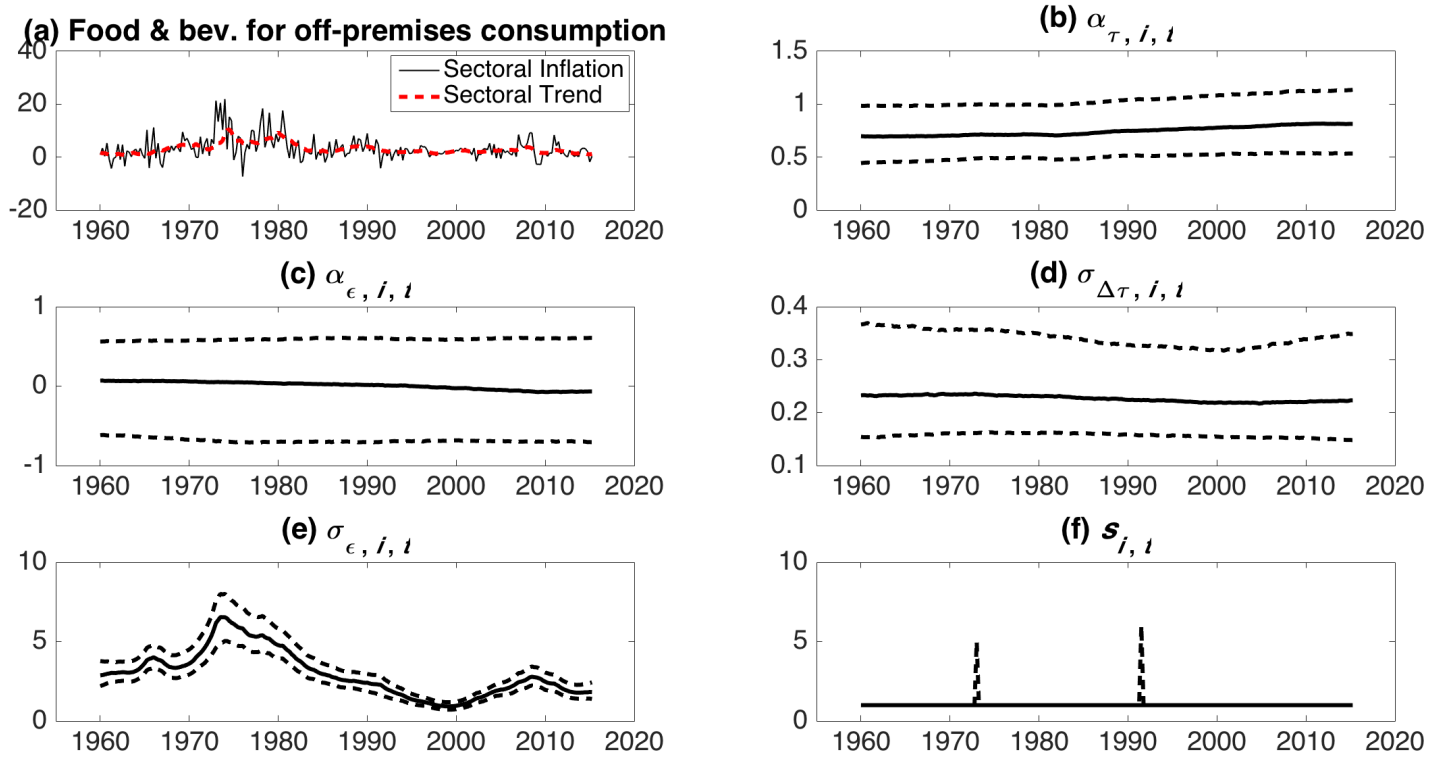 (a) Food & bev. for off-premises consumption
40
20
0
-20
Sectoral Inflation
Sectoral Trend
1960 1970 1980 1990 2000 2010 2020
(b) α τ, i, t
1.5
1
0.5
0
1960 1970 1980 1990 2000 2010 2020
(c) α ϵ, i, t
1
0
-1
1960 1970 1980 1990 2000 2010 2020
(d) σ Δτ, i, t
0.4
0.3
0.2
0.1
1960 1970 1980 1990 2000 2010 2020
(e) σ ϵ, i, t
10
5
0
1960 1970 1980 1990 2000 2010 2020
(f) s i, t
10
5
0
1960 1970 1980 1990 2000 2010 2020